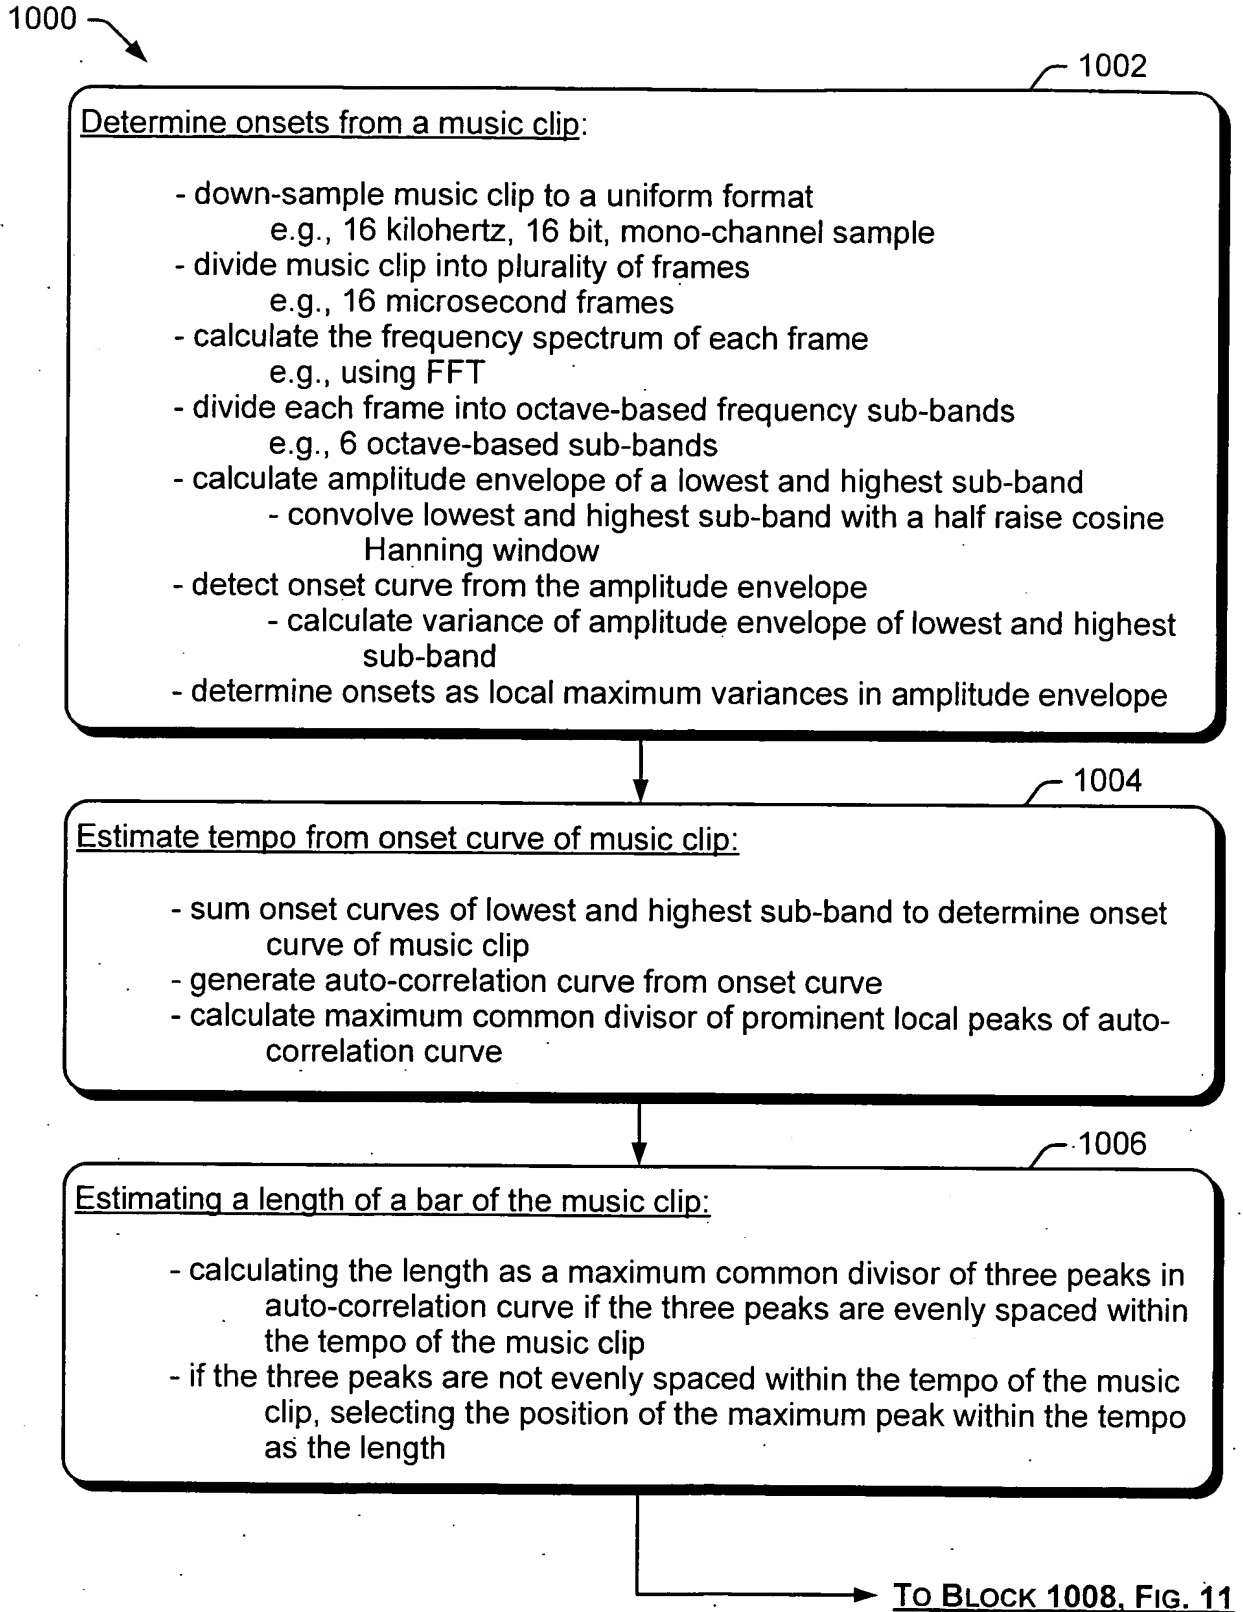 1000
1002
Determine onsets from a music clip:
- down-sample music clip to a uniform format
e.g., 16 kilohertz, 16 bit, mono-channel sample
- divide music clip into plurality of frames
e.g., 16 microsecond frames
- calculate the frequency spectrum of each frame
e.g., using FFT
- divide each frame into octave-based frequency sub-bands
e.g., 6 octave-based sub-bands
- calculate amplitude envelope of a lowest and highest sub-band
- convolve lowest and highest sub-band with a half raise cosine
Hanning window
- detect onset curve from the amplitude envelope
- calculate variance of amplitude envelope of lowest and highest
sub-band
- determine onsets as local maximum variances in amplitude envelope
1004
Estimate tempo from onset curve of music clip:
- sum onset curves of lowest and highest sub-band to determine onset
curve of music clip
- generate auto-correlation curve from onset curve
- calculate maximum common divisor of prominent local peaks of auto-
correlation curve
1006
Estimating a length of a bar of the music clip:
- calculating the length as a maximum common divisor of three peaks in
auto-correlation curve if the three peaks are evenly spaced within
the tempo of the music clip
- if the three peaks are not evenly spaced within the tempo of the music
clip, selecting the position of the maximum peak within the tempo
as the length
TO BLOCK 1008, FIG. 11